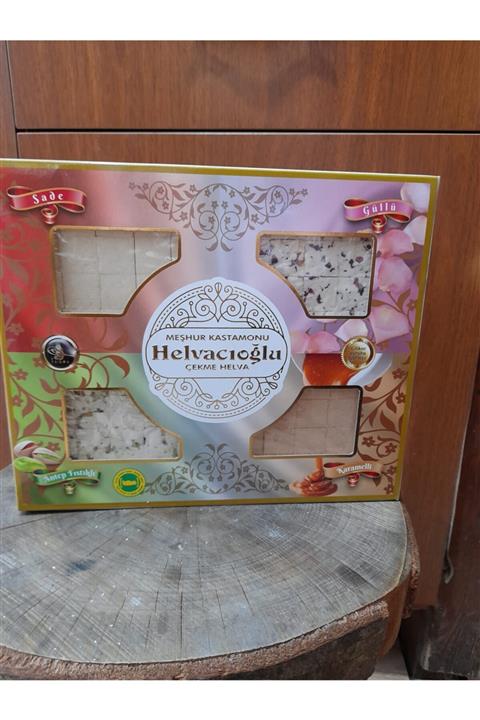 Sade
Güllü
MEŞHUR KASTAMONU
Helvacıoğlu
ÇEKME HELVA
Antep Fıstıklı
Karamelli